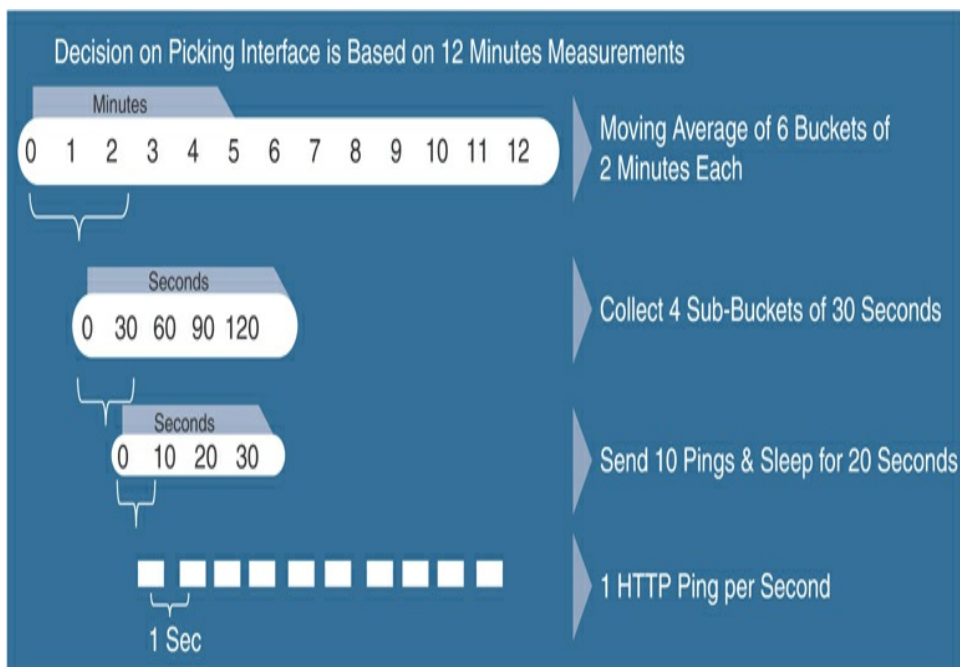 Decision on Picking Interface is Based on 12 Minutes Measurements
Minutes
0 1 2 3 4 5 6 7 8 9 10 11 12
Moving Average of 6 Buckets of
2 Minutes Each
Seconds
0 30 60 90 120
Collect 4 Sub-Buckets of 30 Seconds
Seconds
0 10 20 30
Send 10 Pings & Sleep for 20 Seconds
1 HTTP Ping per Second
1 Sec